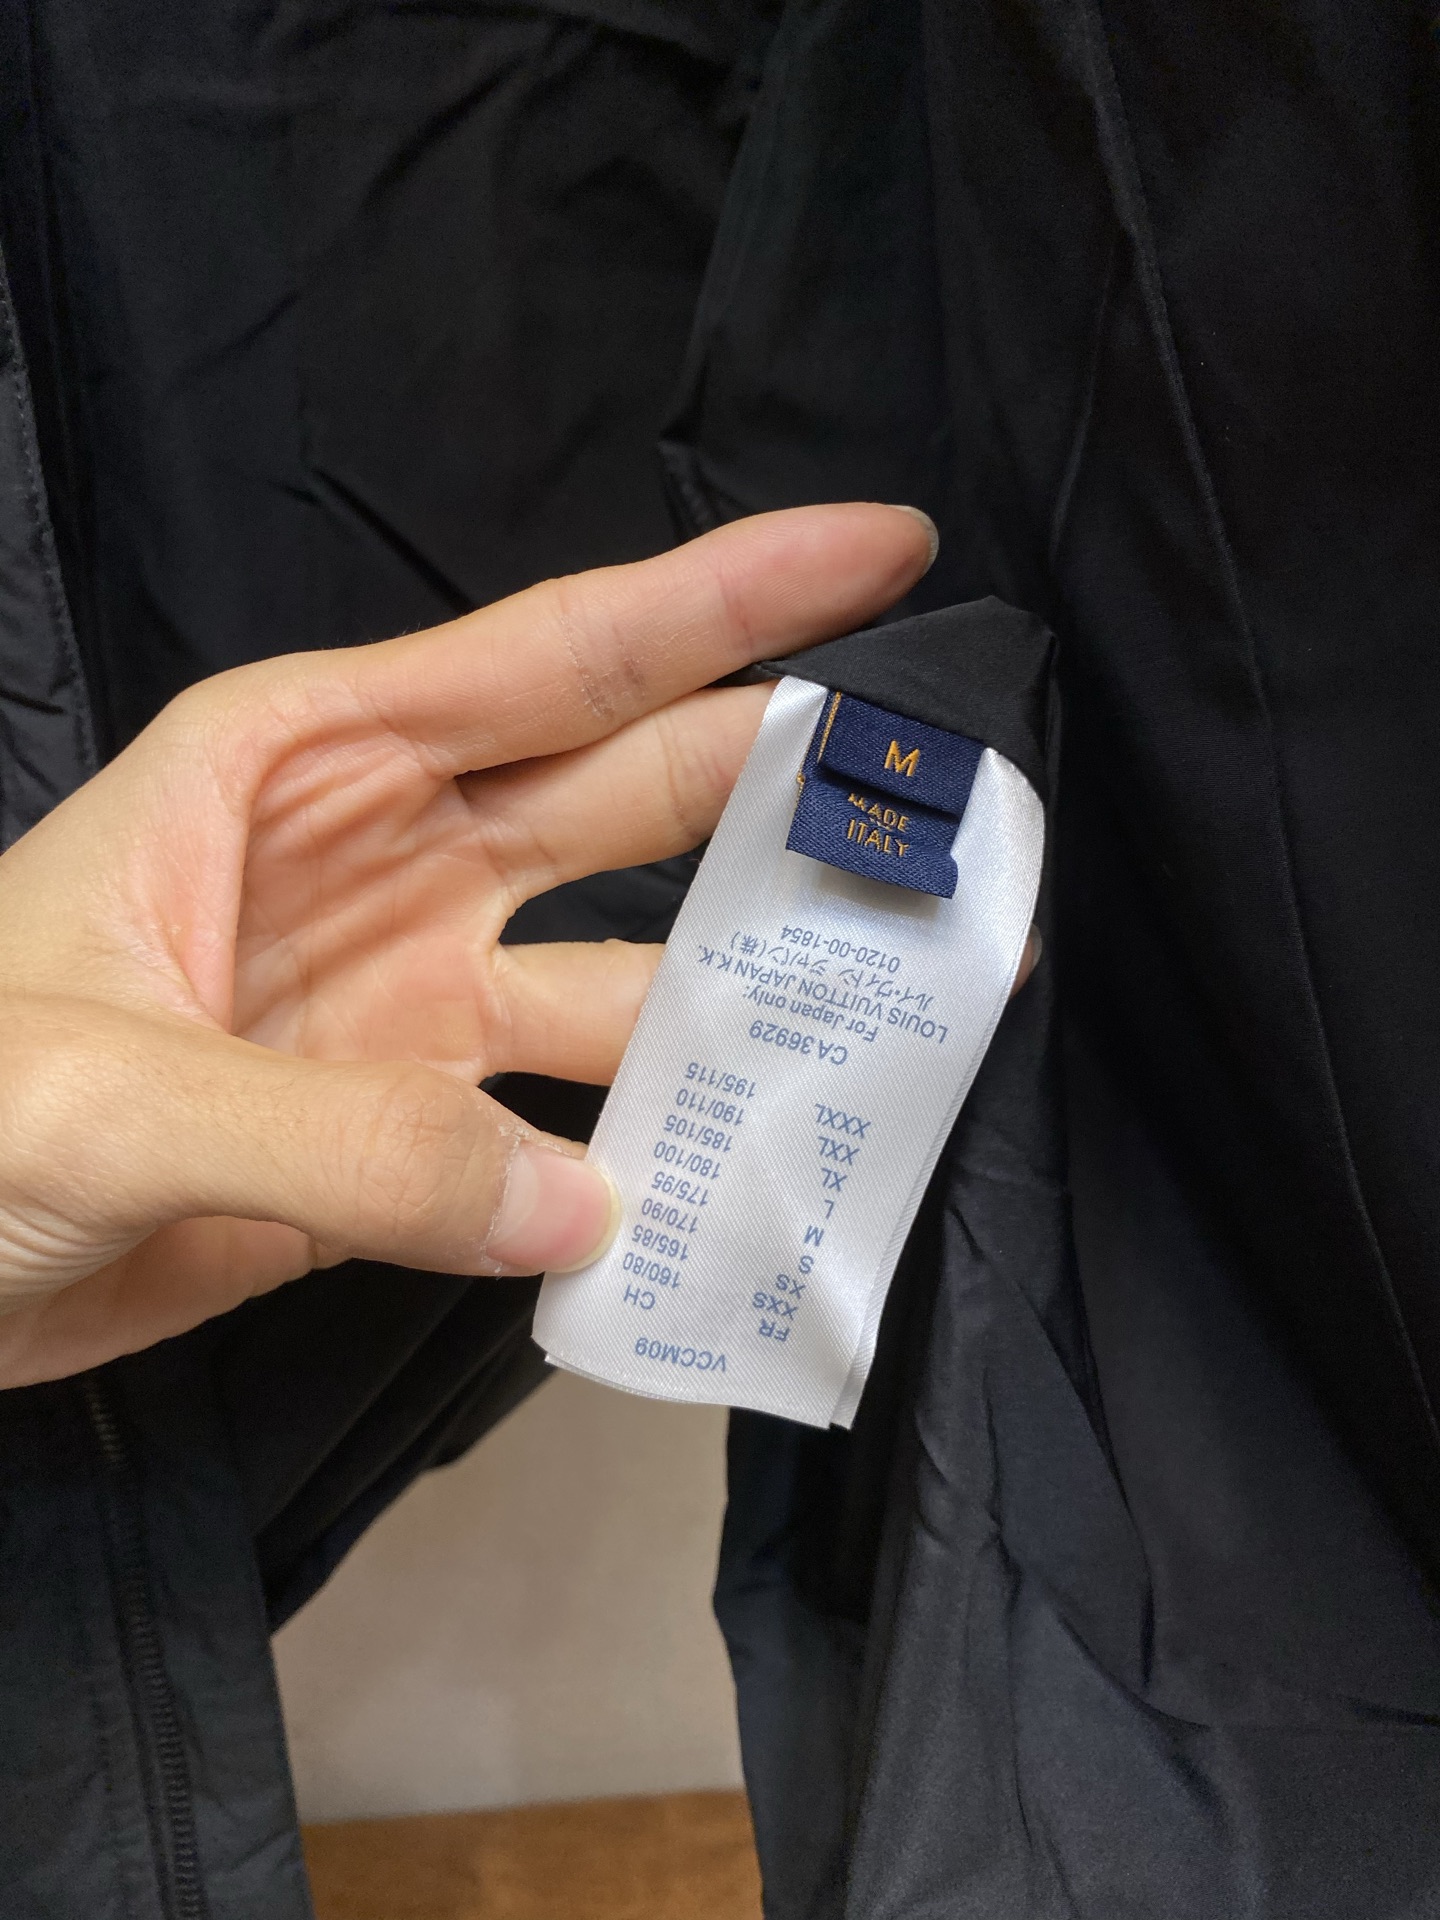 M
MADE
ITALY
VCCM09
FR CH
XXS 160/80
XS 165/85
S 170/90
M 175/95
L 180/100
XL 185/105
XXL 190/110
XXXL 195/115
CA 36929
For Japan only:
LOUIS VUITTON JAPAN K.K.
ルイ・ヴィトン ジャパン(株)
0120-00-1854